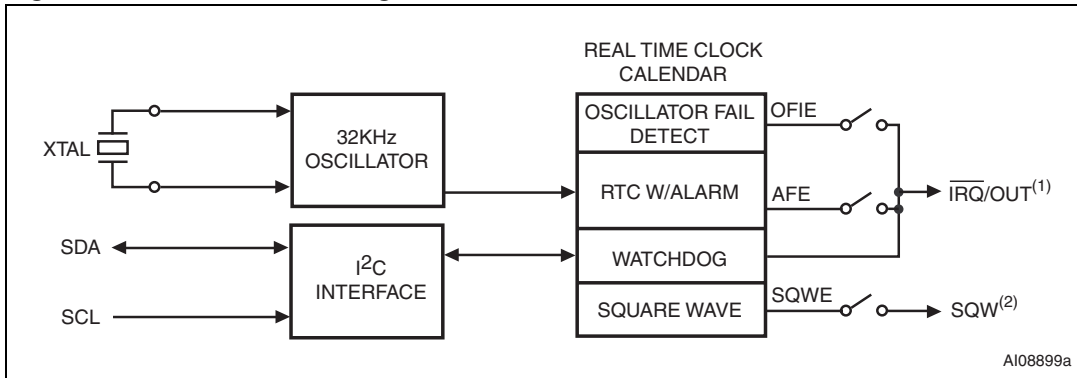 REAL TIME CLOCK
CALENDAR
XTAL
32KHz
OSCILLATOR
OSCILLATOR FAIL
DETECT
OFIE
RTC W/ALARM
AFE
IRQ/OUT(1)
SDA
SCL
I2C
INTERFACE
WATCHDOG
SQUARE WAVE
SQWE
SQW(2)
AI08899a